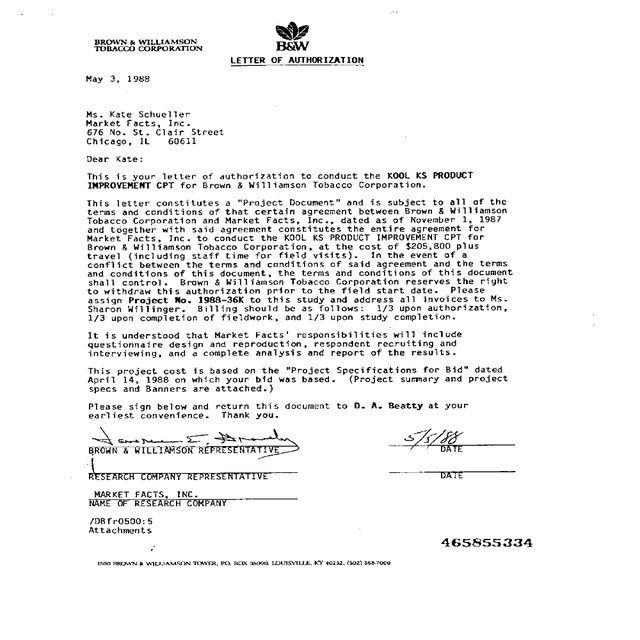 BROWN & WILLIAMSON
TOBACCO CORPORATION
B&W
LETTER OF AUTHORIZATION
May 3, 1988
Ms. Kate Schueller
Market Facts, Inc.
676 No. St. Clair Street
Chicago, IL 60611
Dear Kate:
This is your letter of authorization to conduct the KOOL KS PRODUCT
IMPROVEMENT CPT for Brown & Williamson Tobacco Corporation.
This letter constitutes a "Project Document" and is subject to all of the
terms and conditions of that certain agreement between Brown & Williamson
Tobacco Corporation and Market Facts, Inc., dated as of November 1, 1987
and together with said agreement constitutes the entire agreement for
Market Facts, Inc. to conduct the KOOL KS PRODUCT IMPROVEMENT CPT for
Brown & Williamson Tobacco Corporation, at the cost of $205,800 plus
travel (including staff time for field visits). In the event of a
conflict between the terms and conditions of said agreement and the terms
and conditions of this document, the terms and conditions of this document
shall control. Brown & Williamson Tobacco Corporation reserves the right
to withdraw this authorization prior to the field start date. Please
assign Project No. 1988-36K to this study and address all invoices to Ms.
Sharon Willinger. Billing should be as follows: 1/3 upon authorization,
1/3 upon completion of fieldwork, and 1/3 upon study completion.
It is understood that Market Facts' responsibilities will include
questionnaire design and reproduction, respondent recruiting and
interviewing, and a complete analysis and report of the results.
This project cost is based on the "Project Specifications for Bid" dated
April 14, 1988 on which your bid was based. (Project summary and project
specs and Banners are attached.)
Please sign below and return this document to D. A. Beatty at your
earliest convenience. Thank you.
5/5/88
BROWN & WILLIAMSON REPRESENTATIVE DATE
RESEARCH COMPANY REPRESENTATIVE DATE
MARKET FACTS, INC.
NAME OF RESEARCH COMPANY
/DBfr0500:5
Attachments
465855334
1500 BROWN & WILLIAMSON TOWER, P.O. BOX 35090, LOUISVILLE, KY 40232, (502) 568-7000